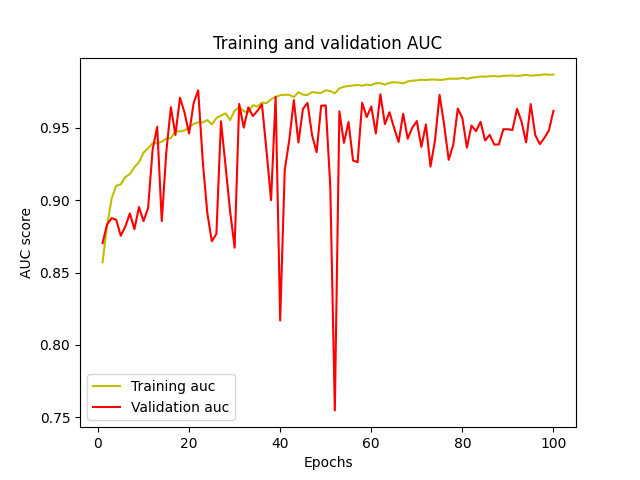 Training and validation AUC
AUC score
0.95
0.90
0.85
0.80
0.75
Training auc
Validation auc
0 20 40 60 80 100
Epochs